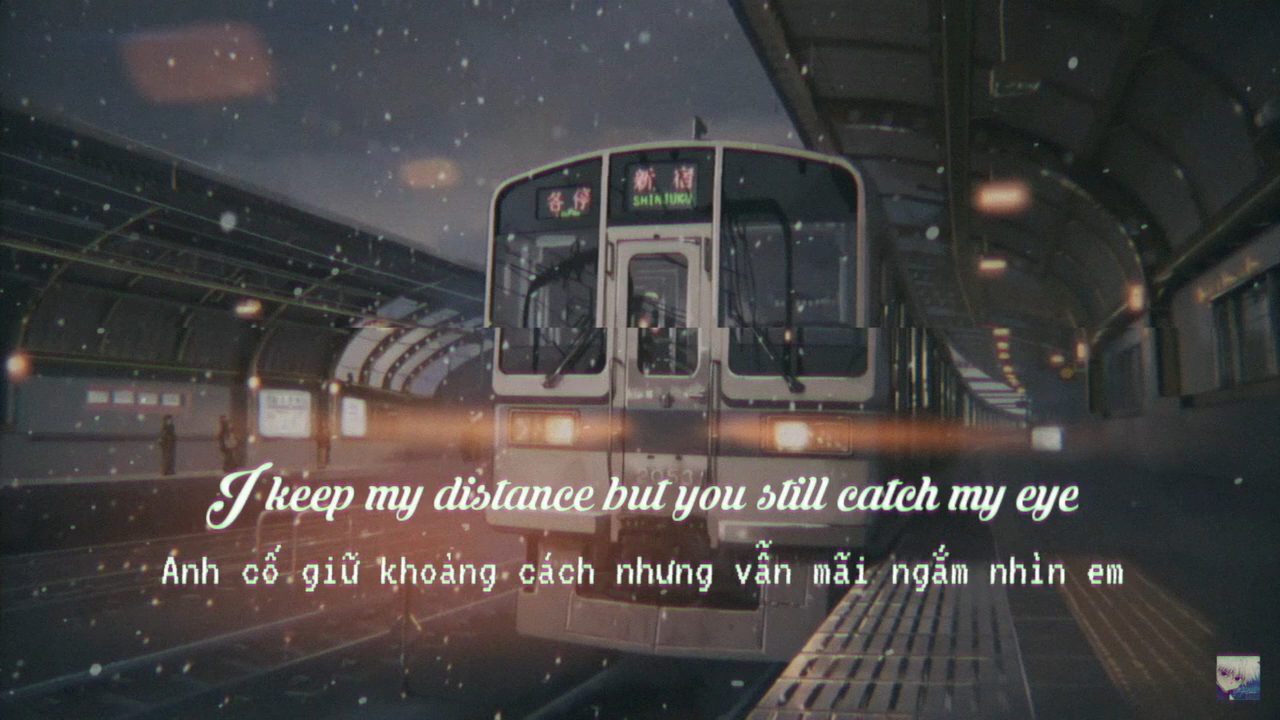 各停 新宿
SHINJUKU
I keep my distance but you still catch my eye
Anh cố giữ khoảng cách nhưng vẫn mãi ngắm nhìn em